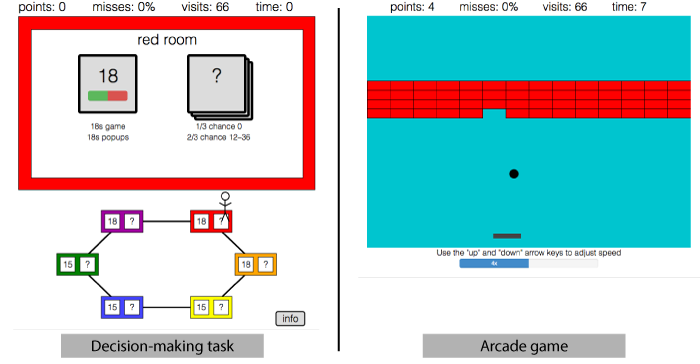 points: 0 misses: 0% visits: 66 time: 0
red room
18 ?
18s game
18s popups
1/3 chance 0
2/3 chance 12-36
18 ? 18 ?
15 ? 18 ?
15 ? 15 ?
info
Decision-making task
points: 4 misses: 0% visits: 66 time: 7
Use the "up" and "down" arrow keys to adjust speed
4x
Arcade game